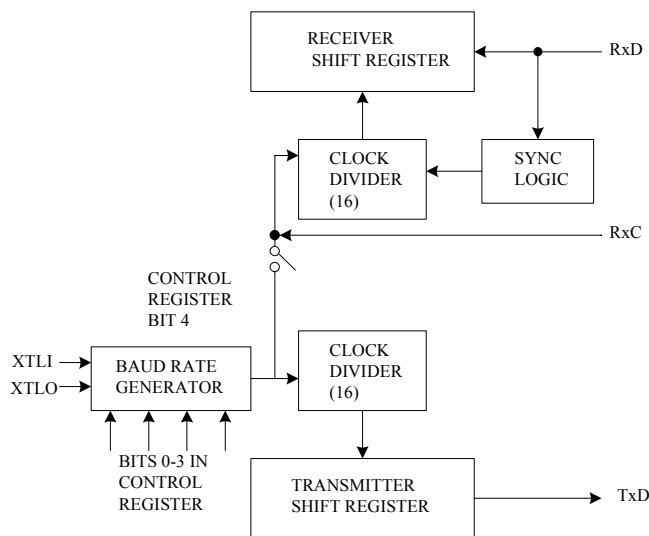 RECEIVER
SHIFT REGISTER
RxD
CLOCK
DIVIDER
(16)
SYNC
LOGIC
RxC
CONTROL
REGISTER
BIT 4
XTLI
XTLO
BAUD RATE
GENERATOR
CLOCK
DIVIDER
(16)
BITS 0-3 IN
CONTROL
REGISTER
TRANSMITTER
SHIFT REGISTER
TxD